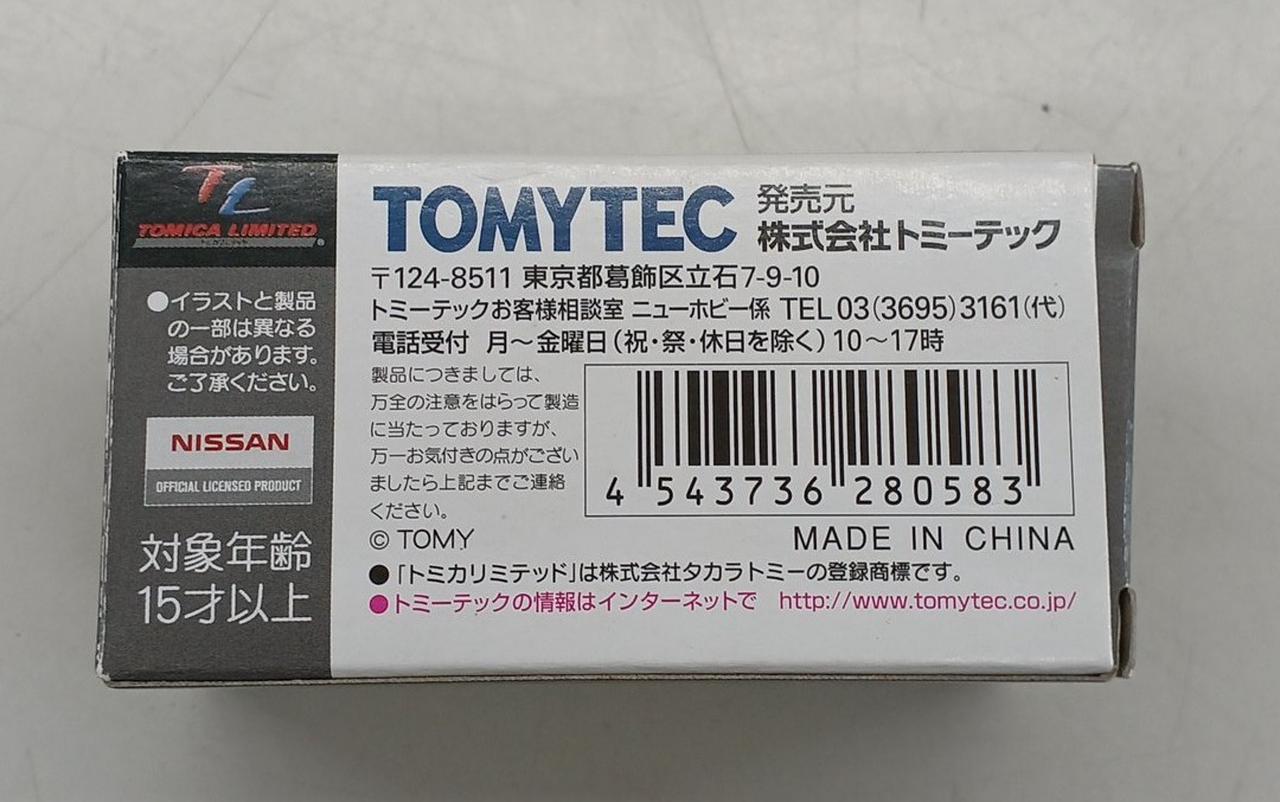 TL
TOMICA LIMITED
●イラストと製品
の一部は異なる
場合があります。
ご了承ください。
NISSAN
OFFICIAL LICENSED PRODUCT
対象年齢
15才以上
TOMYTEC
発売元
株式会社トミーテック
〒124-8511 東京都葛飾区立石7-9-10
トミーテックお客様相談室 ニューホビー係 TEL 03(3695)3161(代)
電話受付 月～金曜日(祝・祭・休日を除く)10～17時
製品につきましては、
万全の注意をはらって製造
に当たっておりますが、
万一お気付きの点がござい
ましたら上記までご連絡
ください。
4 543736 280583
© TOMY
MADE IN CHINA
●「トミカリミテッド」は株式会社タカラトミーの登録商標です。
●トミーテックの情報はインターネットで http://www.tomytec.co.jp/